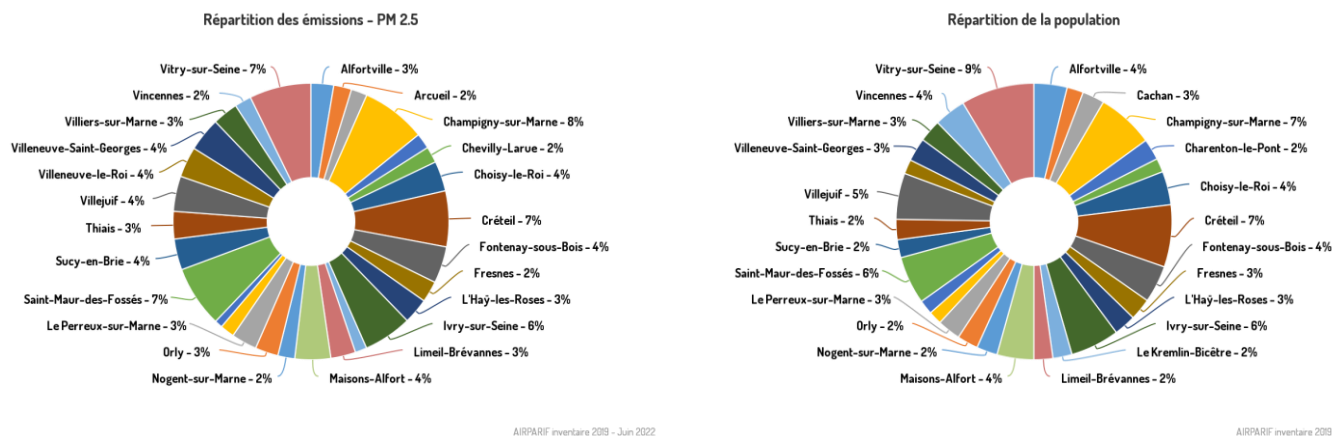 Répartition des émissions - PM 2.5
Vitry-sur-Seine - 7%
Alfortville - 3%
Vincennes - 2%
Arcueil - 2%
Villiers-sur-Marne - 3%
Champigny-sur-Marne - 8%
Villeneuve-Saint-Georges - 4%
Chevilly-Larue - 2%
Villeneuve-le-Roi - 4%
Choisy-le-Roi - 4%
Villejuif - 4%
Créteil - 7%
Thiais - 3%
Fontenay-sous-Bois - 4%
Sucy-en-Brie - 4%
Fresnes - 2%
Saint-Maur-des-Fossés - 7%
L'Haÿ-les-Roses - 3%
Le Perreux-sur-Marne - 3%
Ivry-sur-Seine - 6%
Orly - 3%
Limeil-Brévannes - 3%
Nogent-sur-Marne - 2%
Maisons-Alfort - 4%
AIRPARIF inventaire 2019 - Juin 2022
Répartition de la population
Vitry-sur-Seine - 9%
Alfortville - 4%
Vincennes - 4%
Cachan - 3%
Villiers-sur-Marne - 3%
Champigny-sur-Marne - 7%
Villeneuve-Saint-Georges - 3%
Charenton-le-Pont - 2%
Villejuif - 5%
Choisy-le-Roi - 4%
Thiais - 2%
Créteil - 7%
Sucy-en-Brie - 2%
Fontenay-sous-Bois - 4%
Saint-Maur-des-Fossés - 6%
Fresnes - 3%
Le Perreux-sur-Marne - 3%
L'Haÿ-les-Roses - 3%
Orly - 2%
Ivry-sur-Seine - 6%
Nogent-sur-Marne - 2%
Le Kremlin-Bicêtre - 2%
Maisons-Alfort - 4%
Limeil-Brévannes - 2%
AIRPARIF inventaire 2019